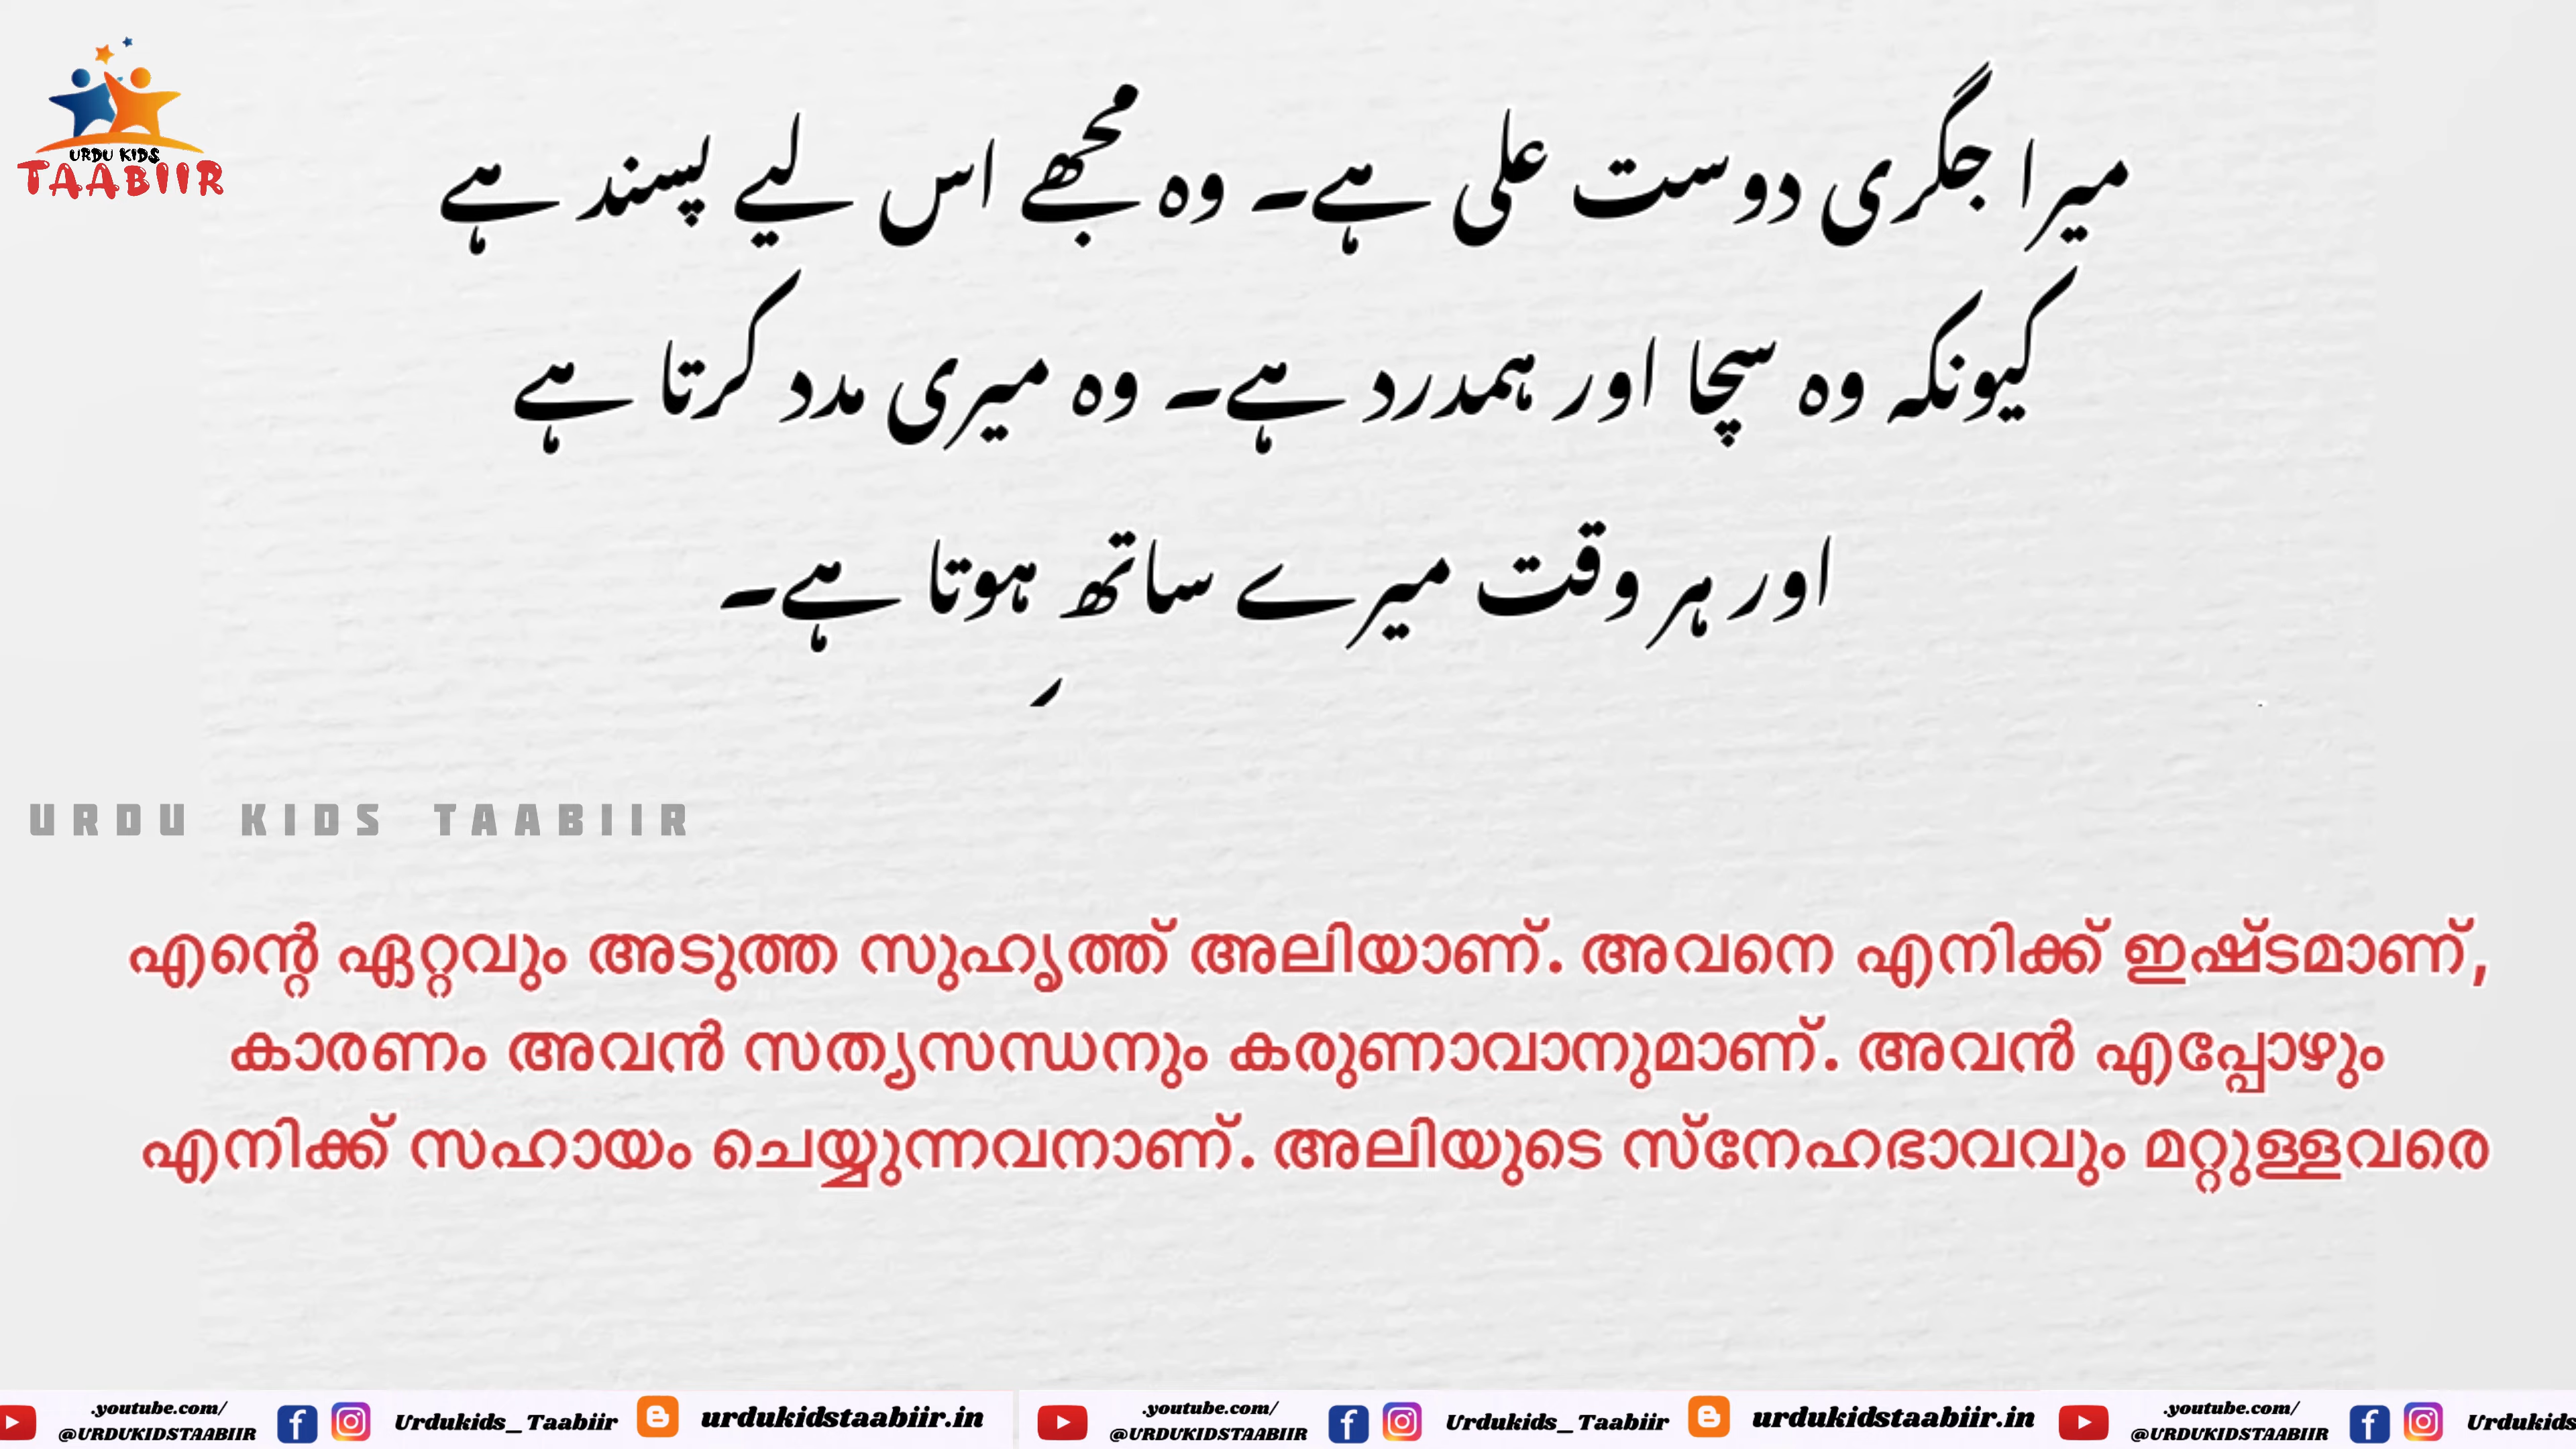 URDU KIDS
TAABIIR
میرا جگری دوست علی ہے۔ وہ مجھے اس لیے پسند ہے
کیونکہ وہ سچا اور ہمدرد ہے۔ وہ میری مدد کرتا ہے
اور ہر وقت میرے ساتھ ہوتا ہے۔
URDU KIDS TAABIIR
എന്റെ ഏറ്റവും അടുത്ത സുഹൃത്ത് അലിയാണ്. അവനെ എനിക്ക് ഇഷ്ടമാണ്,
കാരണം അവൻ സത്യസന്ധനും കരുണാവാനുമാണ്. അവൻ എപ്പോഴും
എനിക്ക് സഹായം ചെയ്യുന്നവനാണ്. അലിയുടെ സ്നേഹഭാവവും മറ്റുള്ളവരെ
.youtube.com/
@URDUKIDSTAABIIR
Urdukids_Taabiir
urdukidstaabiir.in
.youtube.com/
@URDUKIDSTAABIIR
Urdukids_Taabiir
urdukidstaabiir.in
.youtube.com/
@URDUKIDSTAABIIR
Urdukids